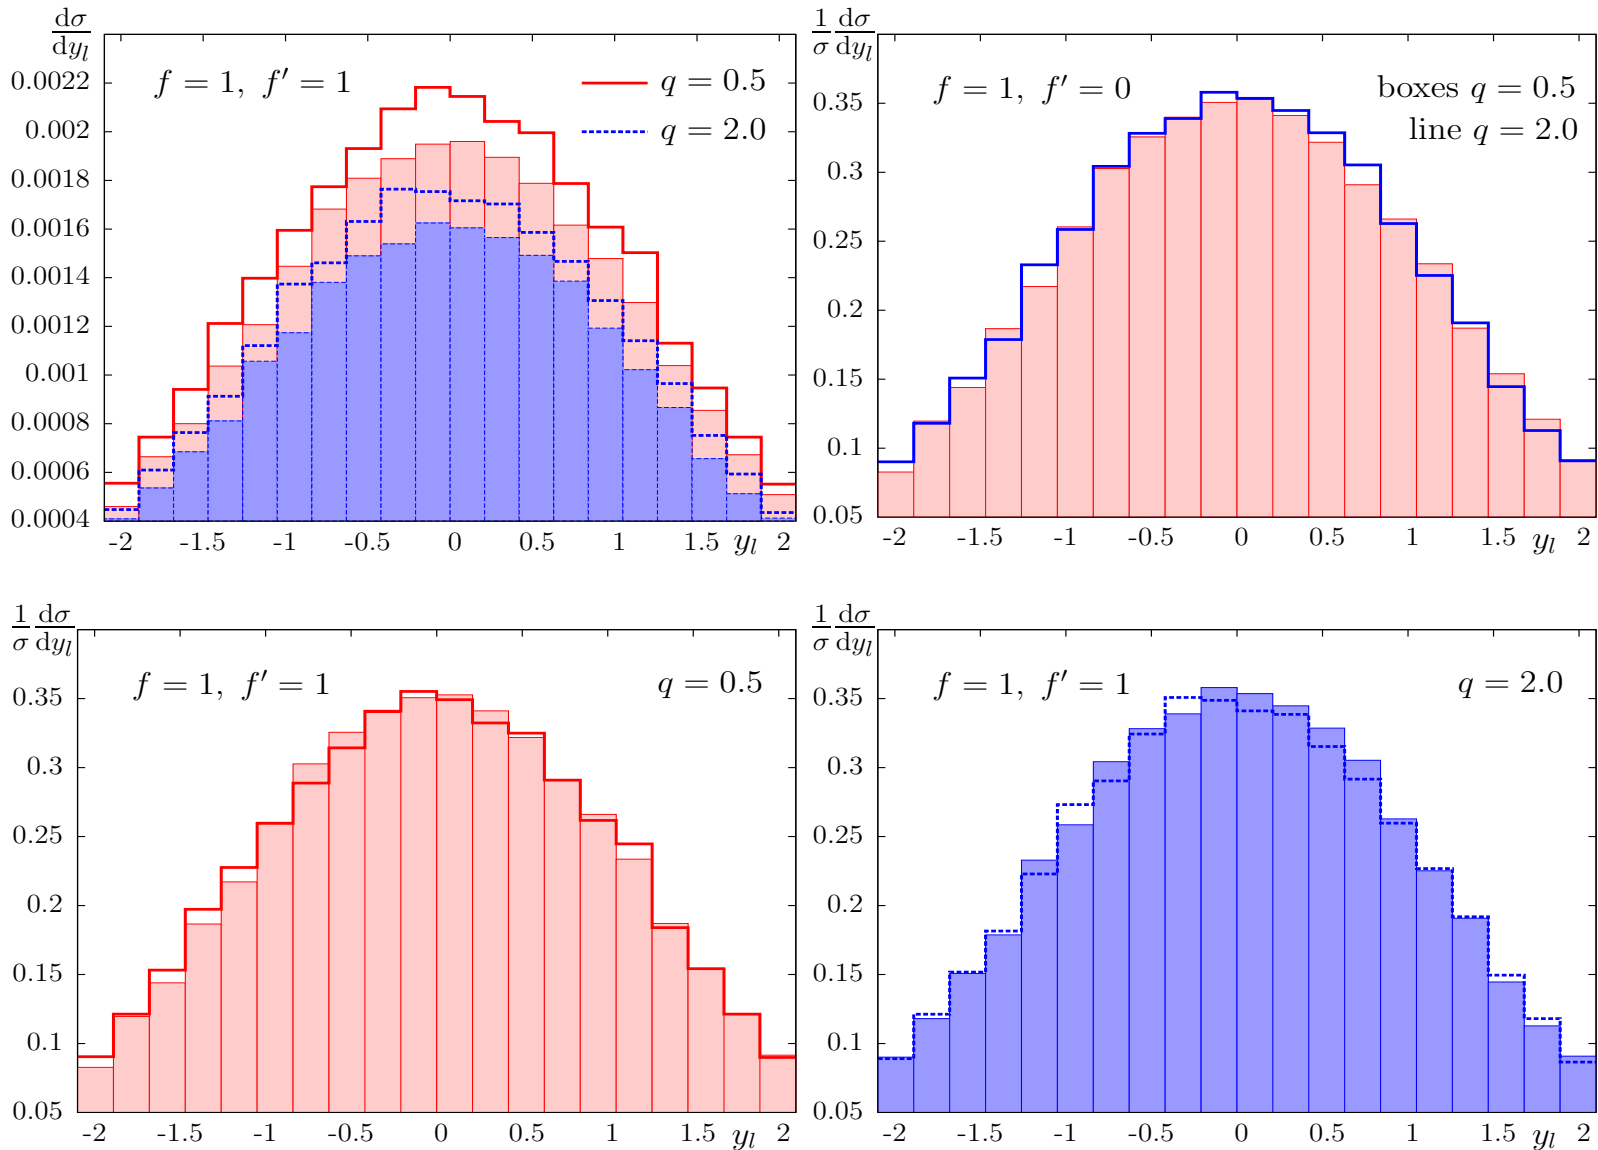 dσ/dy_l
f = 1, f′ = 1
q = 0.5
q = 2.0
0.0022
0.002
0.0018
0.0016
0.0014
0.0012
0.001
0.0008
0.0006
0.0004
-2 -1.5 -1 -0.5 0 0.5 1 y_l 1.5 2
1/σ dσ/dy_l
f = 1, f′ = 0
boxes q = 0.5
line q = 2.0
0.35
0.3
0.25
0.2
0.15
0.1
0.05
-2 -1.5 -1 -0.5 0 0.5 1 1.5 y_l 2
1/σ dσ/dy_l
f = 1, f′ = 1 q = 0.5
0.35
0.3
0.25
0.2
0.15
0.1
0.05
-2 -1.5 -1 -0.5 0 0.5 1 1.5 y_l 2
1/σ dσ/dy_l
f = 1, f′ = 1 q = 2.0
0.35
0.3
0.25
0.2
0.15
0.1
0.05
-2 -1.5 -1 -0.5 0 0.5 1 1.5 y_l 2